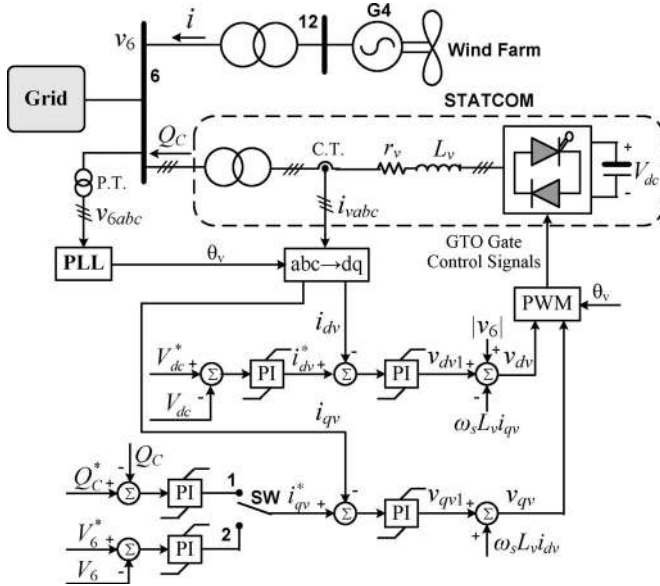 G4
i
12
v6
Wind Farm
6
Grid
STATCOM
QC
C.T.
rv
Lv
+
Vdc
-
P.T.
v6abc
ivabc
GTO Gate
Control Signals
PLL
θv
abc→dq
PWM
θv
idv
|v6|
+
V*dc
+
Σ
PI
i*dv
+
-
Σ
PI
vdv1
+
Σ
vdv
Vdc
-
-
ωsLviqv
iqv
QC
-
Q*C
+
Σ
PI
1
SW
i*qv
+
-
Σ
PI
vqv1
+
Σ
vqv
V*6
+
Σ
PI
2
+
ωsLvidv
V6
-